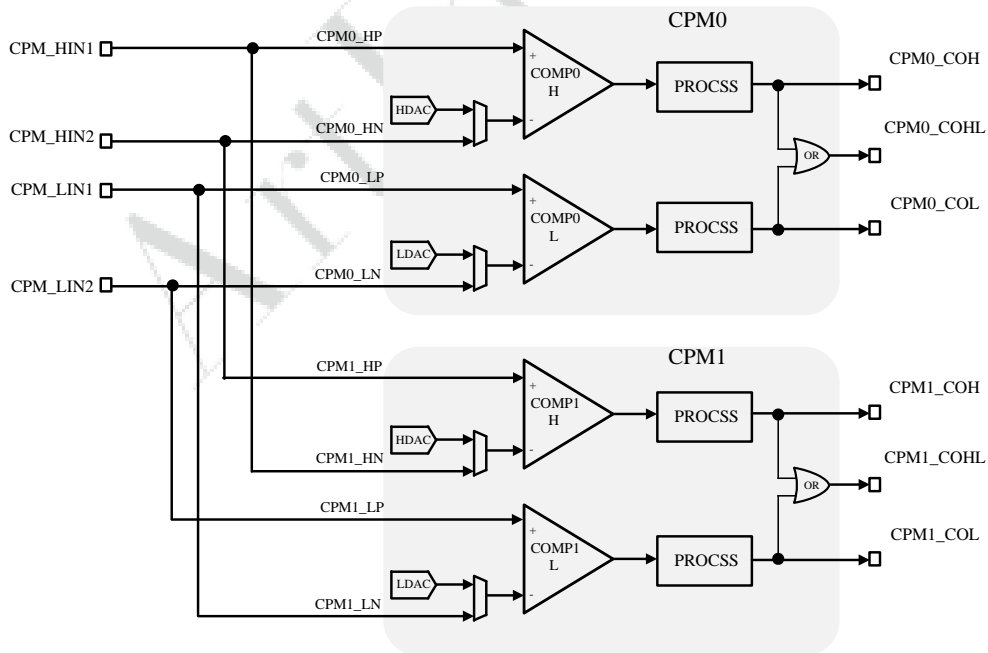 CPM0
CPM_HIN1
CPM0_HP
+
COMP0
H
-
HDAC
PROCSS
CPM0_COH
CPM_HIN2
CPM0_HN
OR
CPM0_COHL
CPM_LIN1
CPM0_LP
+
COMP0
L
-
LDAC
PROCSS
CPM0_COL
CPM_LIN2
CPM0_LN
CPM1
CPM1_HP
+
COMP1
H
-
HDAC
PROCSS
CPM1_COH
CPM1_HN
OR
CPM1_COHL
CPM1_LP
+
COMP1
L
-
LDAC
PROCSS
CPM1_COL
CPM1_LN